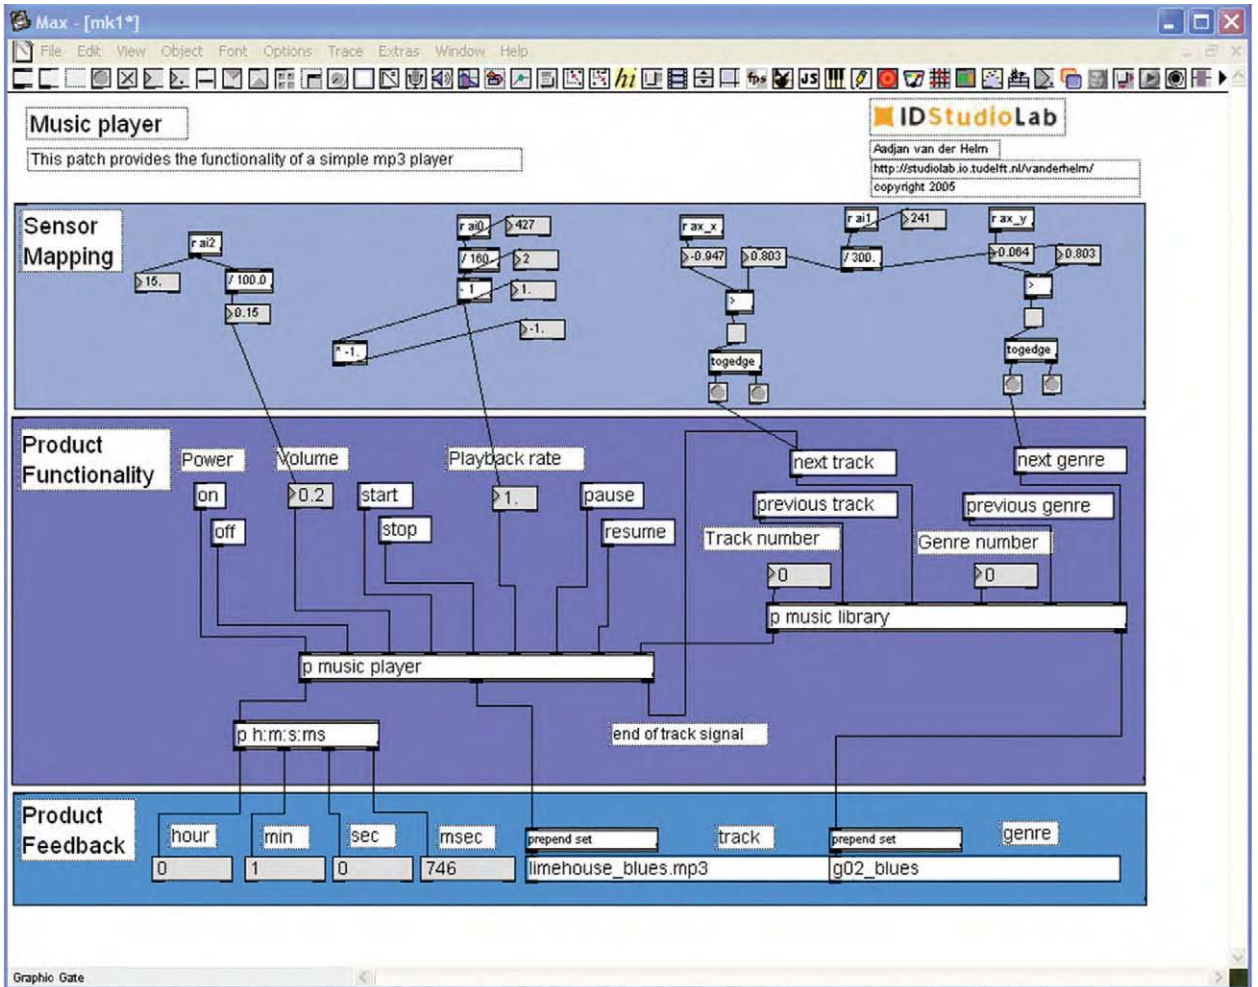 Max - [mk1*]
File Edit View Object Font Options Trace Extras Window Help
hi fps JS
Music player
IDStudioLab
This patch provides the functionality of a simple mp3 player
Aadjan van der Helm
http://studiolab.io.tudelft.nl/vanderhelm/
copyright 2005
Sensor
Mapping
r ai2
15.
/ 100.0
0.15
r ai0
427
/ 160.
2
- 1
1.
-1.
* -1.
r ax_x
-0.947
0.803
>
togedge
r ai1
241
/ 300.
r ax_y
-0.064
0.803
>
togedge
Product
Functionality
Power
on
off
Volume
0.2
start
stop
Playback rate
1.
pause
resume
next track
previous track
Track number
0
next genre
previous genre
Genre number
0
p music library
p music player
p h:m:s:ms
end of track signal
Product
Feedback
hour
min
sec
msec
prepend set
track
prepend set
genre
0
1
0
746
limehouse_blues.mp3
g02_blues
Graphic Gate